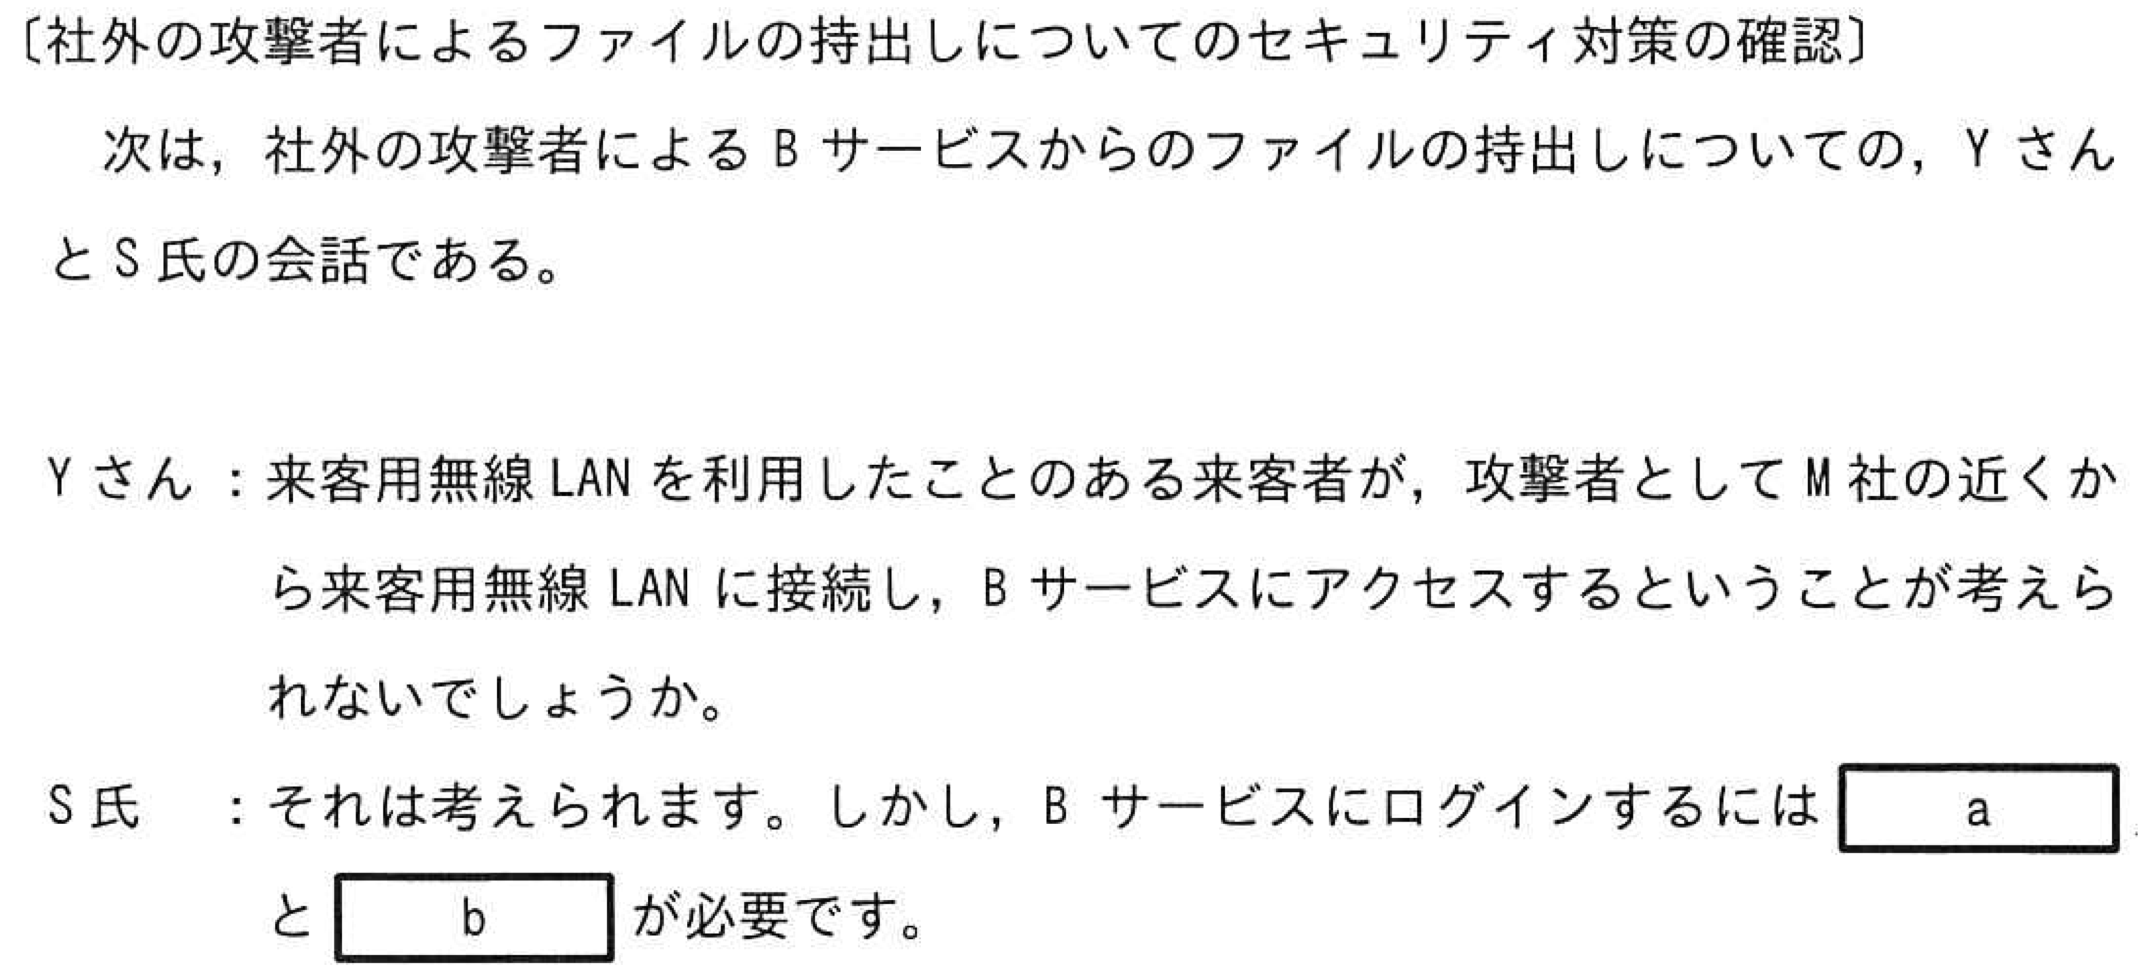 〔社外の攻撃者によるファイルの持出しについてのセキュリティ対策の確認〕
次は，社外の攻撃者による B サービスからのファイルの持出しについての，Y さん
と S 氏の会話である。
Y さん ：来客用無線 LAN を利用したことのある来客者が，攻撃者として M 社の近くか
ら来客用無線 LAN に接続し，B サービスにアクセスするということが考えら
れないでしょうか。
S 氏 ：それは考えられます。しかし，B サービスにログインするには a
と b が必要です。